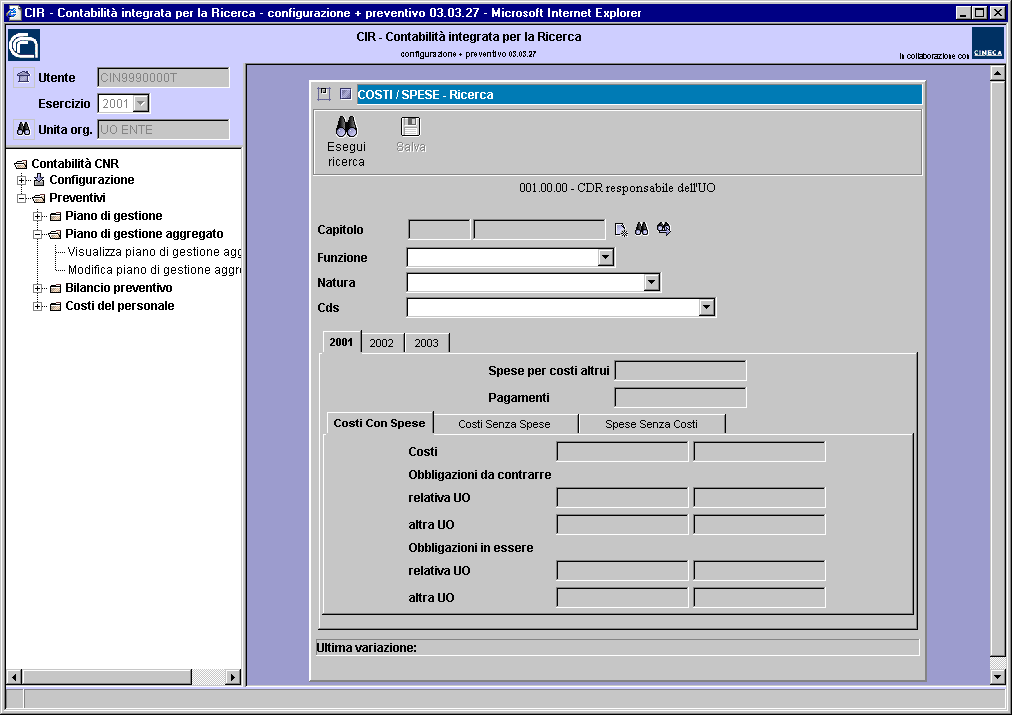 CIR - Contabilità integrata per la Ricerca - configurazione + preventivo 03.03.27 - Microsoft Internet Explorer
CIR - Contabilità integrata per la Ricerca
configurazione + preventivo 03.03.27
In collaborazione con CINECA
Utente CIN9990000T
Esercizio 2001
Unita org. UO ENTE
Contabilità CNR
Configurazione
Preventivi
Piano di gestione
Piano di gestione aggregato
Visualizza piano di gestione agg
Modifica piano di gestione aggre
Bilancio preventivo
Costi del personale
COSTI / SPESE - Ricerca
Esegui ricerca
Salva
001.00.00 - CDR responsabile dell'UO
Capitolo
Funzione
Natura
Cds
2001 2002 2003
Spese per costi altrui
Pagamenti
Costi Con Spese Costi Senza Spese Spese Senza Costi
Costi
Obbligazioni da contrarre
relativa UO
altra UO
Obbligazioni in essere
relativa UO
altra UO
Ultima variazione: